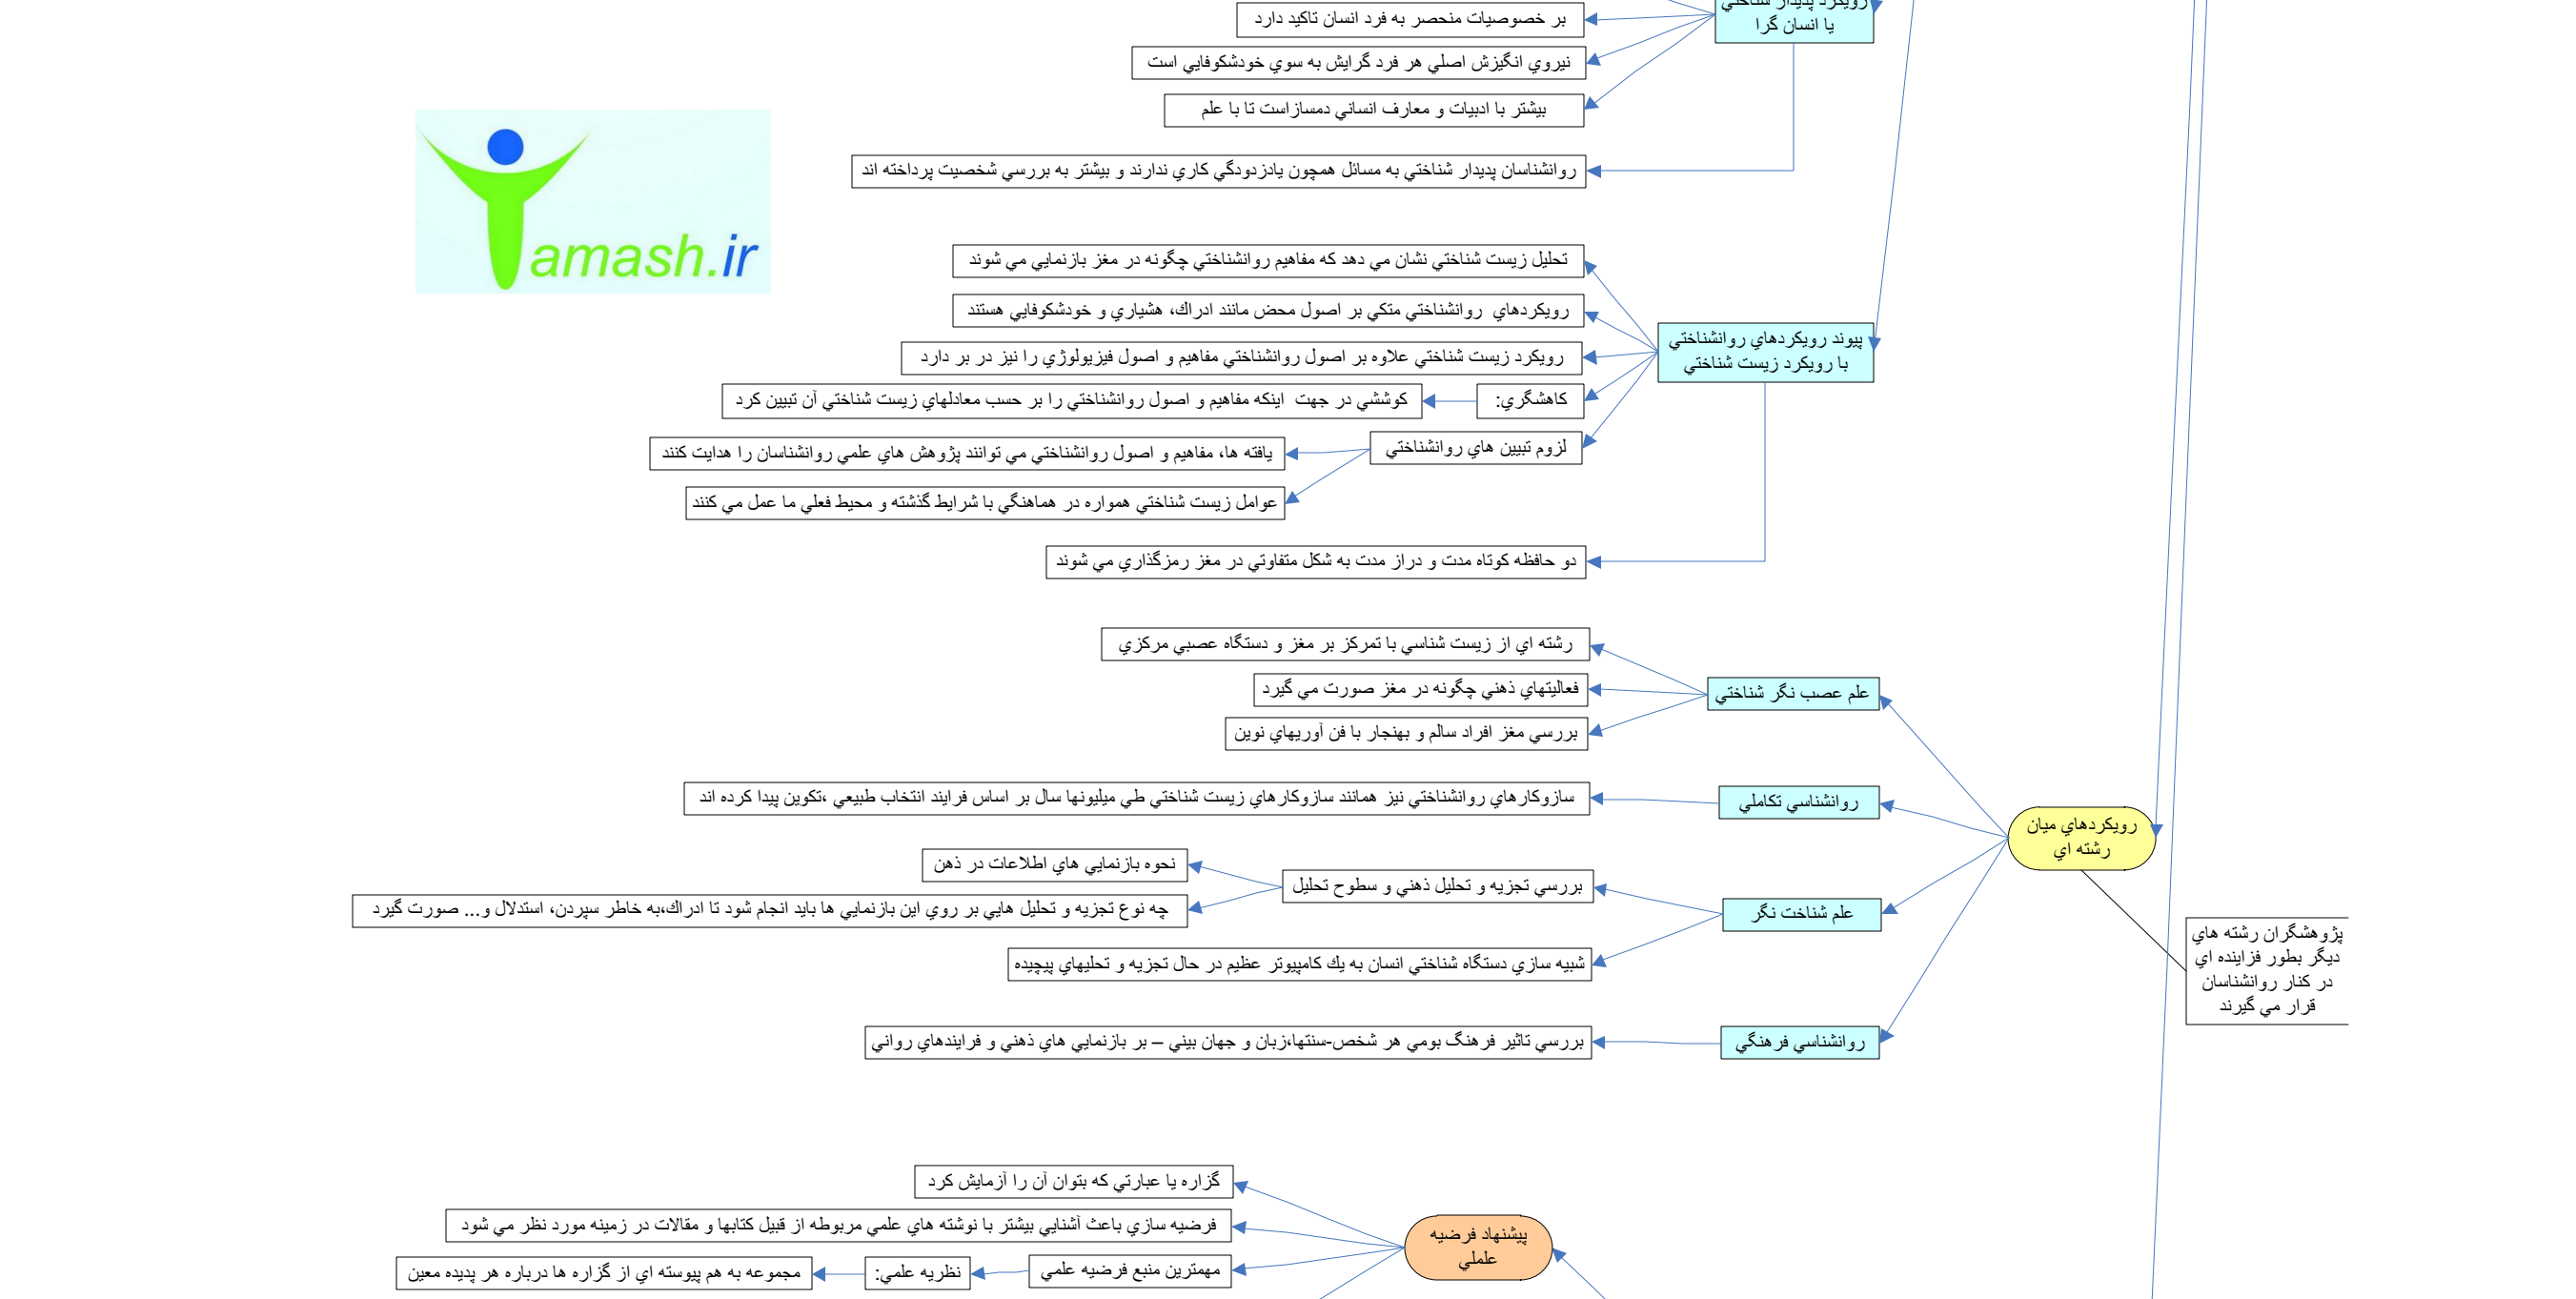 رويكرد پديدار شناختي
يا انسان گرا
بر خصوصيات منحصر به فرد انسان تاكيد دارد
نيروي انگيزش اصلي هر فرد گرايش به سوي خودشكوفايي است
بيشتر با ادبيات و معارف انساني دمسازاست تا با علم
روانشناسان پديدار شناختي به مسائل همچون يادزدودگي كاري ندارند و بيشتر به بررسي شخصيت پرداخته اند
amash.ir
پيوند رويكردهاي روانشناختي
با رويكرد زيست شناختي
تحليل زيست شناختي نشان مي دهد كه مفاهيم روانشناختي چگونه در مغز بازنمايي مي شوند
رويكردهاي روانشناختي متكي بر اصول محض مانند ادراك، هشياري و خودشكوفايي هستند
رويكرد زيست شناختي علاوه بر اصول روانشناختي مفاهيم و اصول فيزيولوژي را نيز در بر دارد
كاهشگري:
كوششي در جهت اينكه مفاهيم و اصول روانشناختي را بر حسب معادلهاي زيست شناختي آن تبيين كرد
لزوم تبيين هاي روانشناختي
يافته ها، مفاهيم و اصول روانشناختي مي توانند پژوهش هاي علمي روانشناسان را هدايت كنند
عوامل زيست شناختي همواره در هماهنگي با شرايط گذشته و محيط فعلي ما عمل مي كنند
دو حافظه كوتاه مدت و دراز مدت به شكل متفاوتي در مغز رمزگذاري مي شوند
رويكردهاي ميان
رشته اي
پژوهشگران رشته هاي
ديگر بطور فزاينده اي
در كنار روانشناسان
قرار مي گيرند
علم عصب نگر شناختي
رشته اي از زيست شناسي با تمركز بر مغز و دستگاه عصبي مركزي
فعاليتهاي ذهني چگونه در مغز صورت مي گيرد
بررسي مغز افراد سالم و بهنجار با فن آوريهاي نوين
روانشناسي تكاملي
سازوكارهاي روانشناختي نيز همانند سازوكارهاي زيست شناختي طي ميليونها سال بر اساس فرايند انتخاب طبيعي ،تكوين پيدا كرده اند
علم شناخت نگر
بررسي تجزيه و تحليل ذهني و سطوح تحليل
نحوه بازنمايي هاي اطلاعات در ذهن
چه نوع تجزيه و تحليل هايي بر روي اين بازنمايي ها بايد انجام شود تا ادراك،به خاطر سپردن، استدلال و... صورت گيرد
شبيه سازي دستگاه شناختي انسان به يك كامپيوتر عظيم در حال تجزيه و تحليهاي پيچيده
روانشناسي فرهنگي
بررسي تاثير فرهنگ بومي هر شخص-سنتها،زبان و جهان بيني – بر بازنمايي هاي ذهني و فرايندهاي رواني
پيشنهاد فرضيه
عملي
گزاره يا عبارتي كه بتوان آن را آزمايش كرد
فرضيه سازي باعث آشنايي بيشتر با نوشته هاي علمي مربوطه از قبيل كتابها و مقالات در زمينه مورد نظر مي شود
مهمترين منبع فرضيه علمي
نظريه علمي:
مجموعه به هم پيوسته اي از گزاره ها درباره هر پديده معين